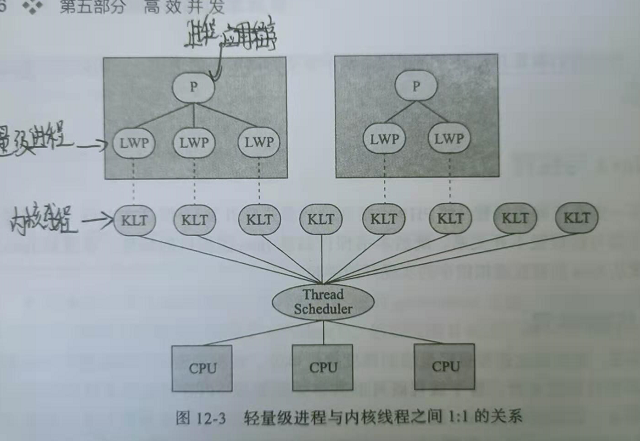 6 第五部分 高效并发
进程 应用程序
P P
量级进程 LWP LWP LWP LWP LWP
内核线程 KLT KLT KLT KLT KLT KLT KLT KLT
Thread
Scheduler
CPU CPU CPU
图 12-3 轻量级进程与内核线程之间 1:1 的关系